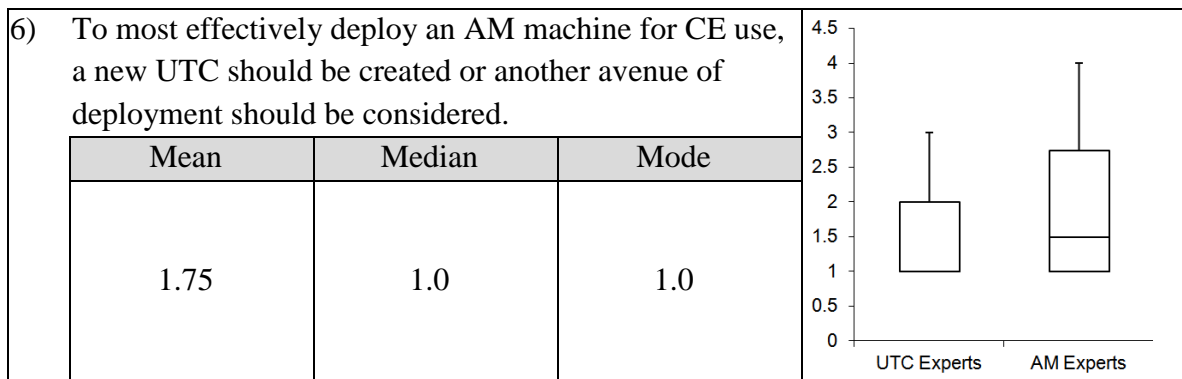 6) To most effectively deploy an AM machine for CE use,
a new UTC should be created or another avenue of
deployment should be considered.
Mean Median Mode
1.75 1.0 1.0
4.5
4
3.5
3
2.5
2
1.5
1
0.5
0
UTC Experts AM Experts